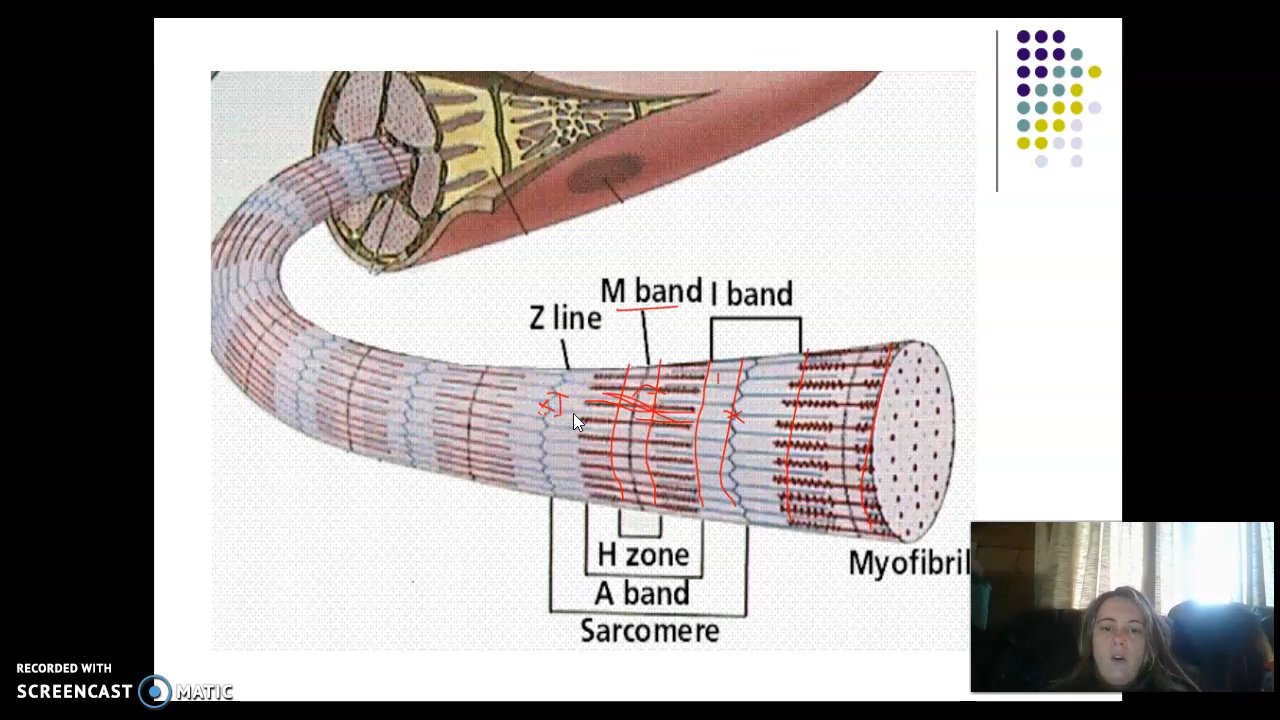 M band I band
Z line
H zone
A band
Sarcomere
Myofibril
RECORDED WITH
SCREENCAST MATIC